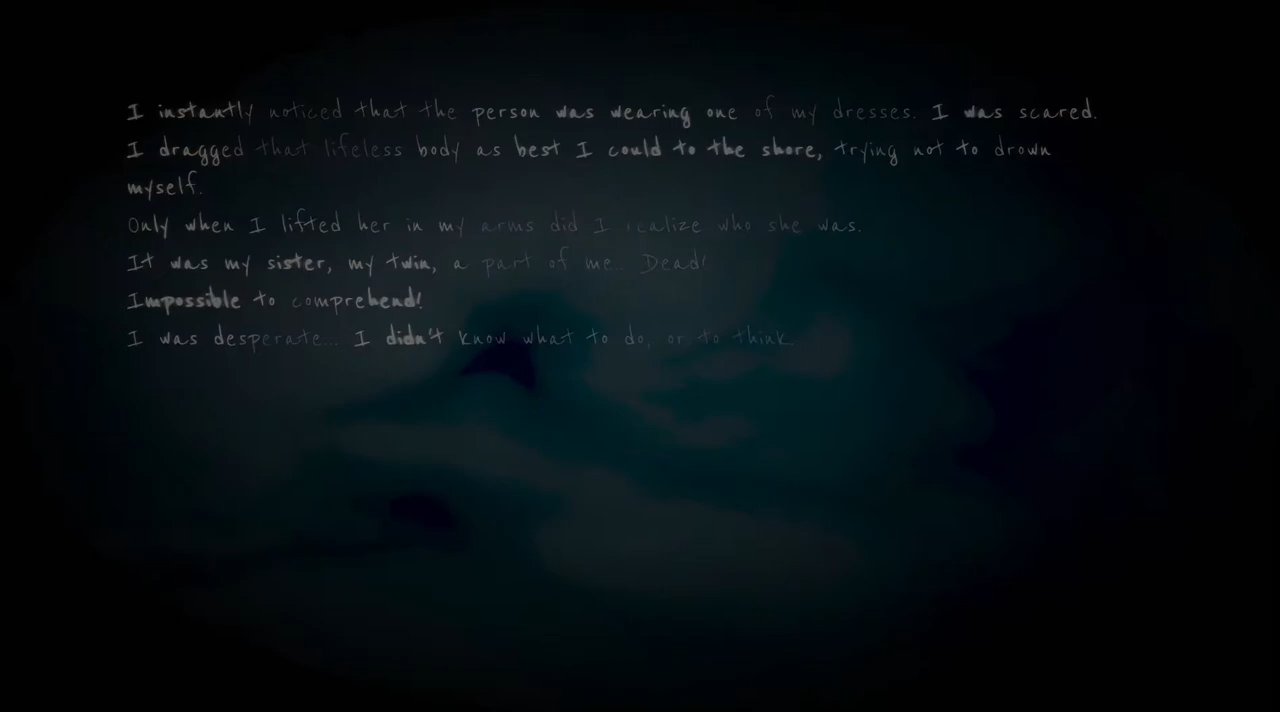 I instantly noticed that the person was wearing one of my dresses. I was scared.
I dragged that lifeless body as best I could to the shore, trying not to drown
myself.
Only when I lifted her in my arms did I realize who she was.
It was my sister, my twin, a part of me... Dead!
Impossible to comprehend!
I was desperate... I didn't know what to do, or to think